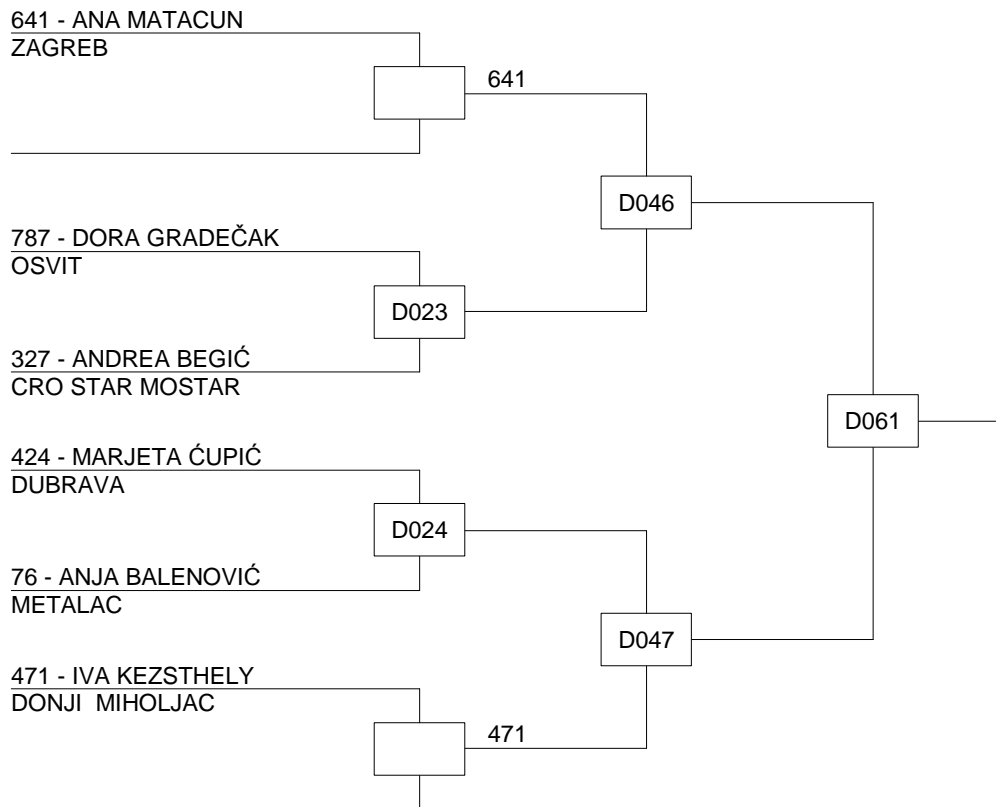 641 - ANA MATACUN
ZAGREB
641
D046
787 - DORA GRADEČAK
OSVIT
D023
327 - ANDREA BEGIĆ
CRO STAR MOSTAR
D061
424 - MARJETA ĆUPIĆ
DUBRAVA
D024
76 - ANJA BALENOVIĆ
METALAC
D047
471 - IVA KEZSTHELY
DONJI  MIHOLJAC
471